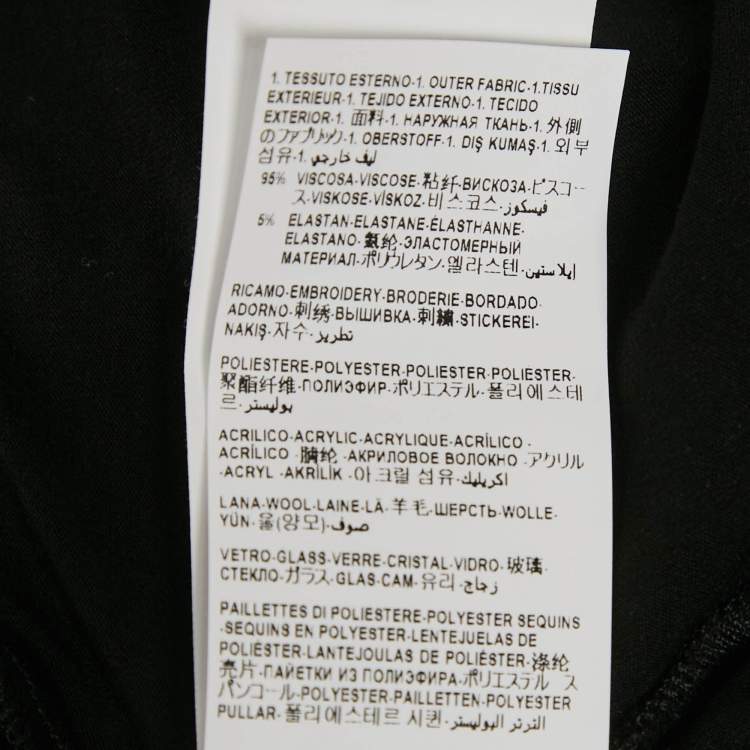 1. TESSUTO ESTERNO-1. OUTER FABRIC-1.TISSU
EXTERIEUR-1. TEJIDO EXTERNO-1. TECIDO
EXTERIOR-1. 面料-1. НАРУЖНАЯ ТКАНЬ-1. 外側
のファブリック-1. OBERSTOFF-1. DIŞ KUMAŞ-1. 외부
섬유-1. ليف خارجي
95% VISCOSA-VISCOSE-粘纤-ВИСКОЗА-ビスコー
ス-VISKOSE-VİSKOZ-비스코스-فيسكوز
5% ELASTAN-ELASTANE-ÉLASTHANNE-
ELASTANO-氨纶-ЭЛАСТОМЕРНЫЙ
МАТЕРИАЛ-ポリウレタン-엘라스텐-إيلاستين
RICAMO-EMBROIDERY-BRODERIE-BORDADO-
ADORNO-刺绣-ВЫШИВКА-刺繍-STICKEREI-
NAKIŞ-자수-تطريز
POLIESTERE-POLYESTER-POLIESTER-POLIESTER-
聚酯纤维-ПОЛИЭФИР-ポリエステル-폴리에스테
르-بوليستر
ACRILICO-ACRYLIC-ACRYLIQUE-ACRÍLICO-
ACRÍLICO-腈纶-АКРИЛОВОЕ ВОЛОКНО-アクリル
-ACRYL-AKRİLİK-아크릴 섬유-اكريليك
LANA-WOOL-LAINE-LÃ-羊毛-ШЕРСТЬ-WOLLE-
YÜN-울(양모)-صوف
VETRO-GLASS-VERRE-CRISTAL-VIDRO-玻璃-
СТЕКЛО-ガラス-GLAS-CAM-유리-زجاج
PAILLETTES DI POLIESTERE-POLYESTER SEQUINS
-SEQUINS EN POLYESTER-LENTEJUELAS DE
POLIÉSTER-LANTEJOULAS DE POLIÉSTER-涤纶
亮片-ПАЙЕТКИ ИЗ ПОЛИЭФИРА-ポリエステル ス
パンコール-POLYESTER-PAILLETTEN-POLYESTER
PULLAR-폴리에스테르 시퀸-الترتر البوليستر